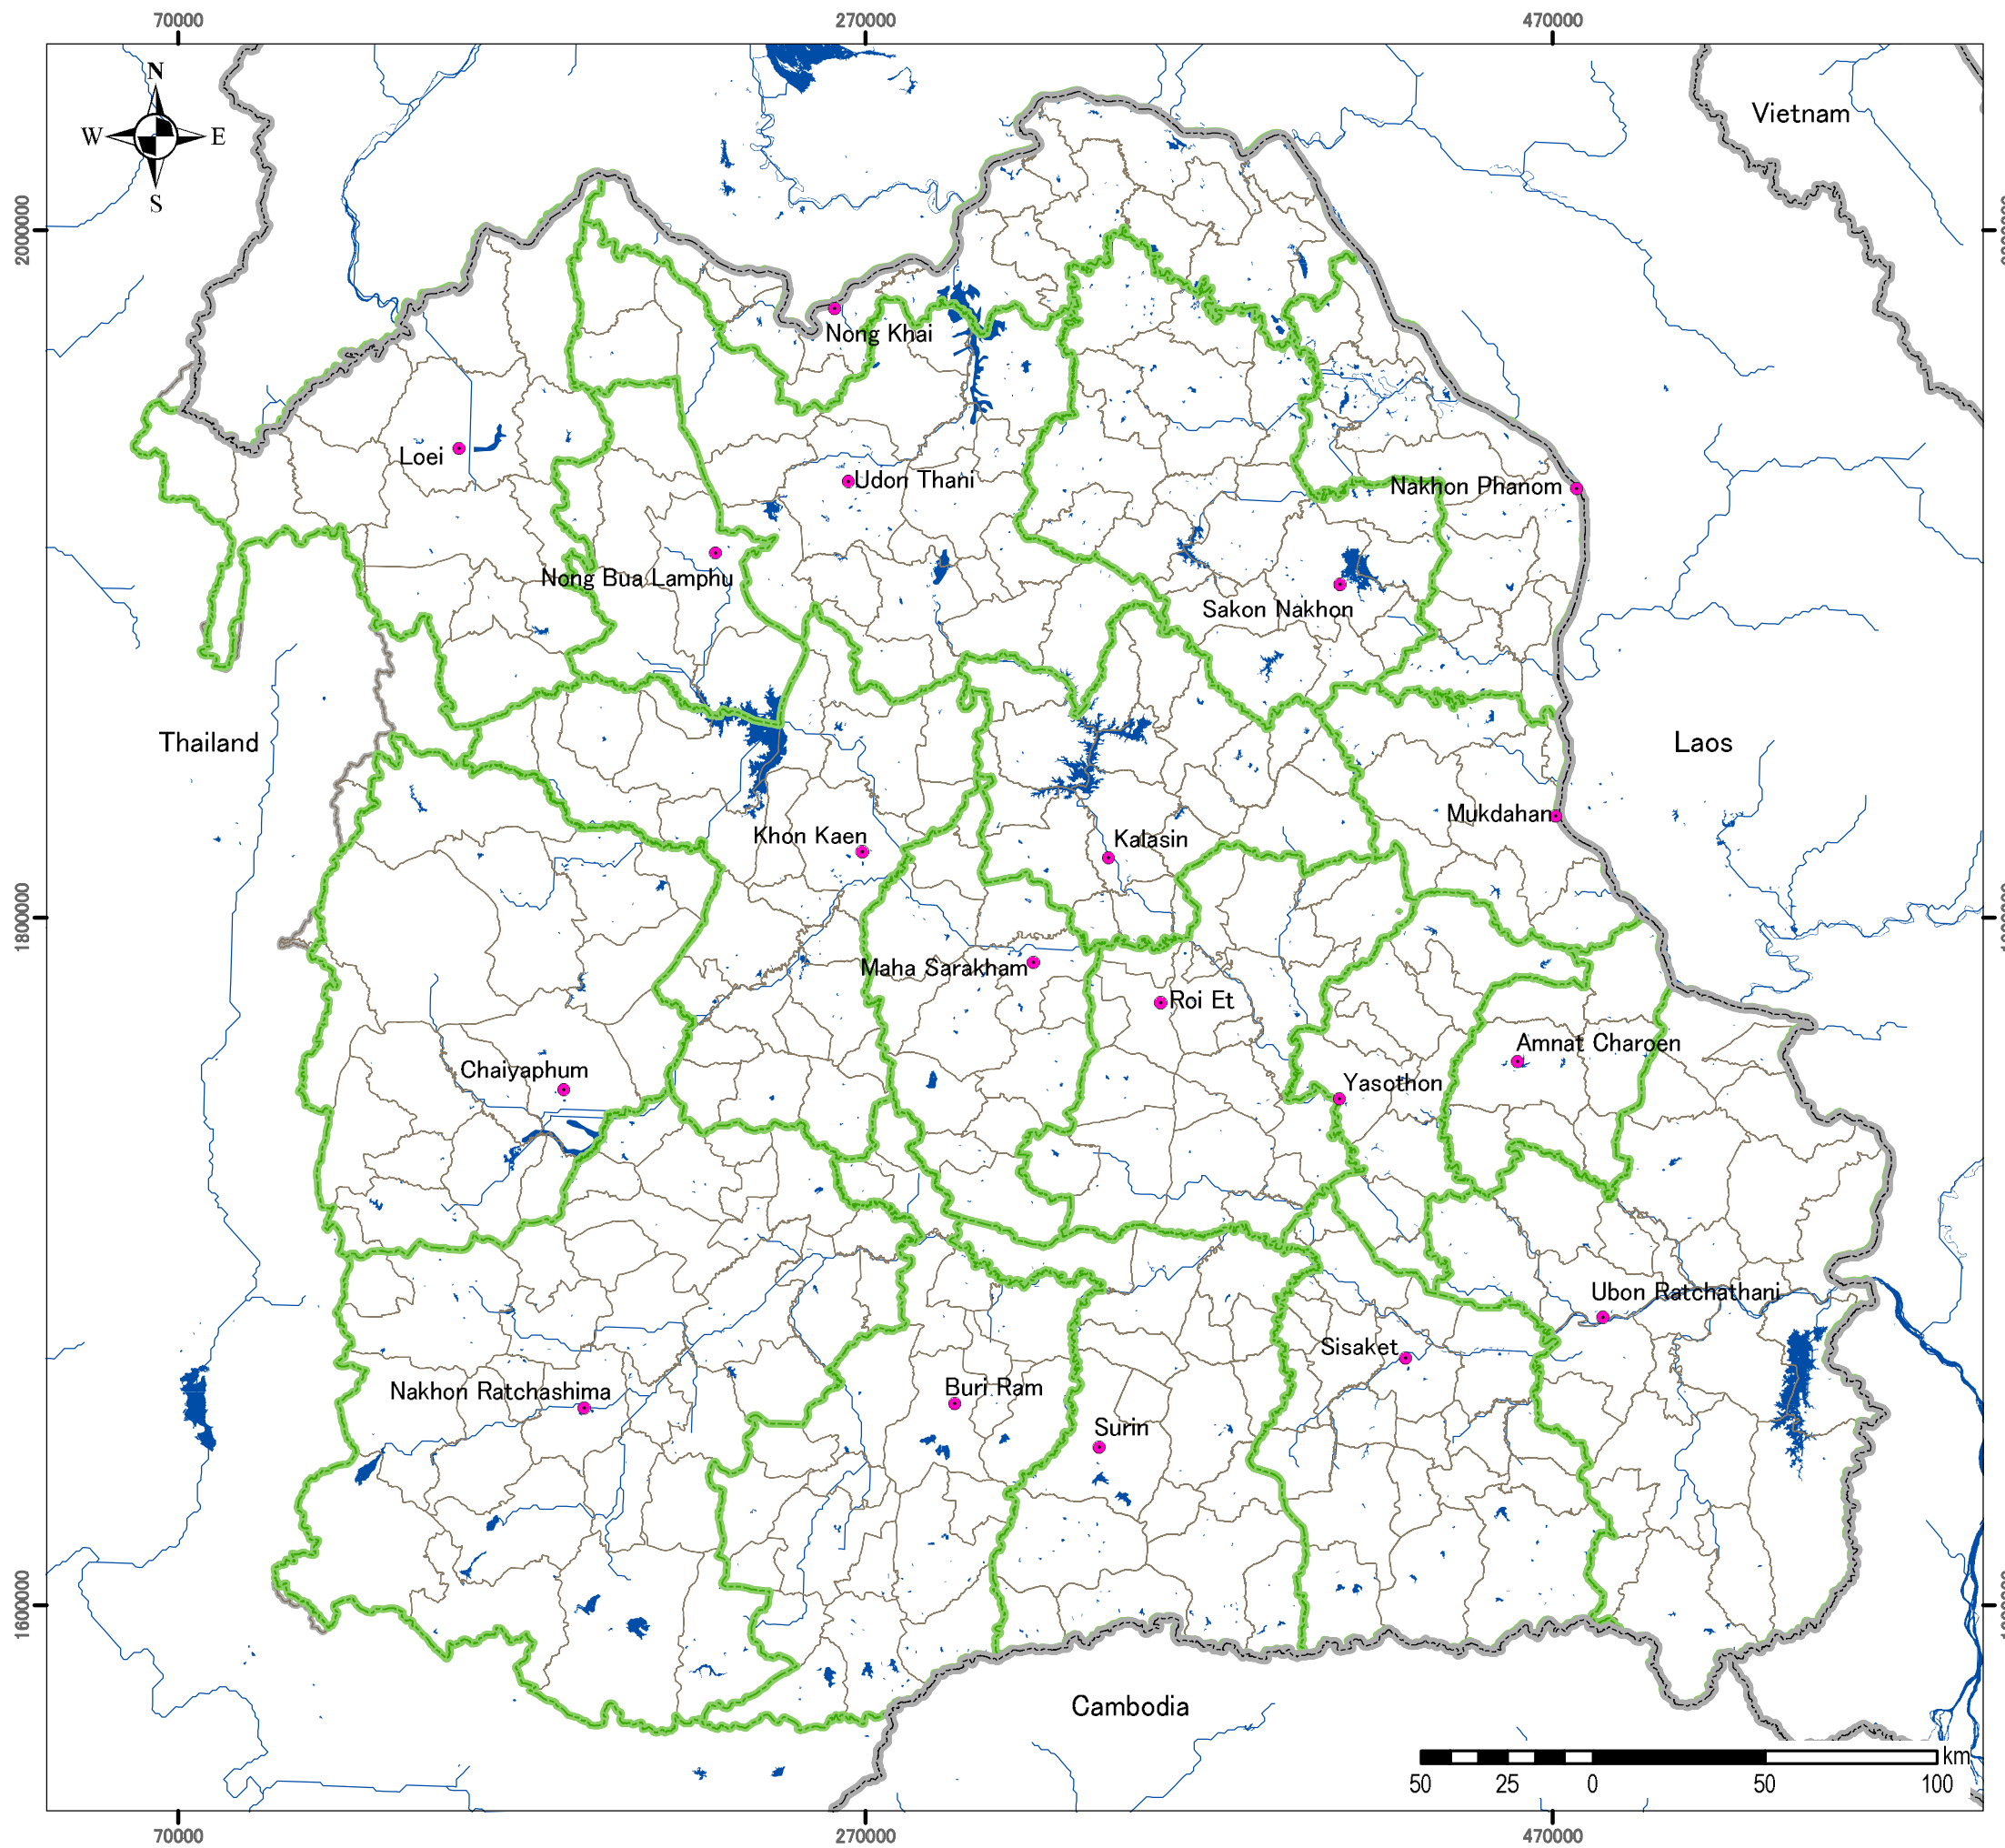 70000 270000 470000
N
W E
S
Vietnam
2000000
Nong Khai
Loei
Udon Thani
Nakhon Phanom
Nong Bua Lamphu
Sakon Nakhon
Thailand
Laos
Mukdahan
Khon Kaen
Kalasin
1800000
Maha Sarakham
Roi Et
Amnat Charoen
Chaiyaphum
Yasothon
Ubon Ratchathani
Sisaket
Nakhon Ratchashima
Buri Ram
Surin
1600000
Cambodia
km
50 25 0 50 100
70000 270000 470000